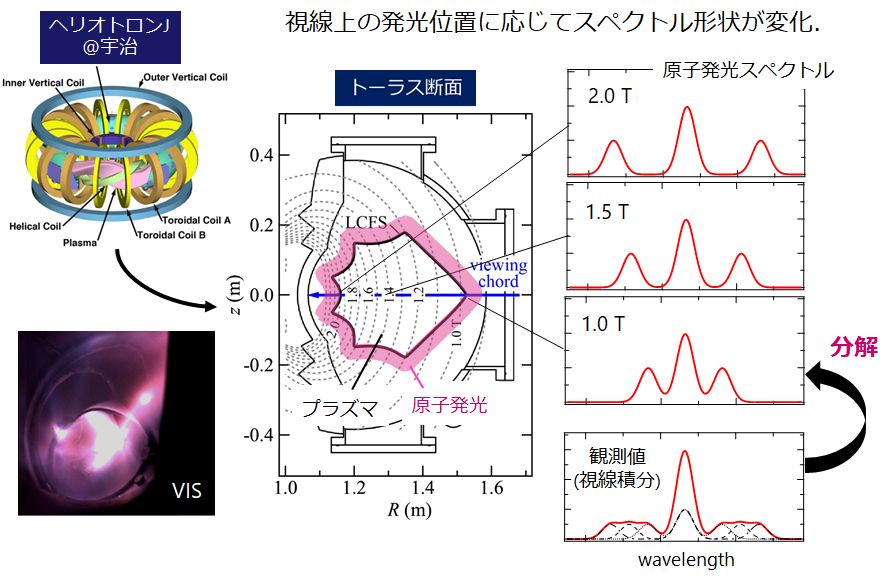 ヘリオトロンJ
@宇治
視線上の発光位置に応じてスペクトル形状が変化.
Inner Vertical Coil
Outer Vertical Coil
Helical Coil
Plasma
Toroidal Coil A
Toroidal Coil B
VIS
トーラス断面
0.4
0.2
0.0
-0.2
-0.4
z (m)
LCFS
viewing
chord
2.0
1.8
1.6
1.4
1.2
1.0 T
プラズマ
原子発光
1.0
1.2
1.4
1.6
R (m)
原子発光スペクトル
2.0 T
1.5 T
1.0 T
分解
観測値
(視線積分)
wavelength